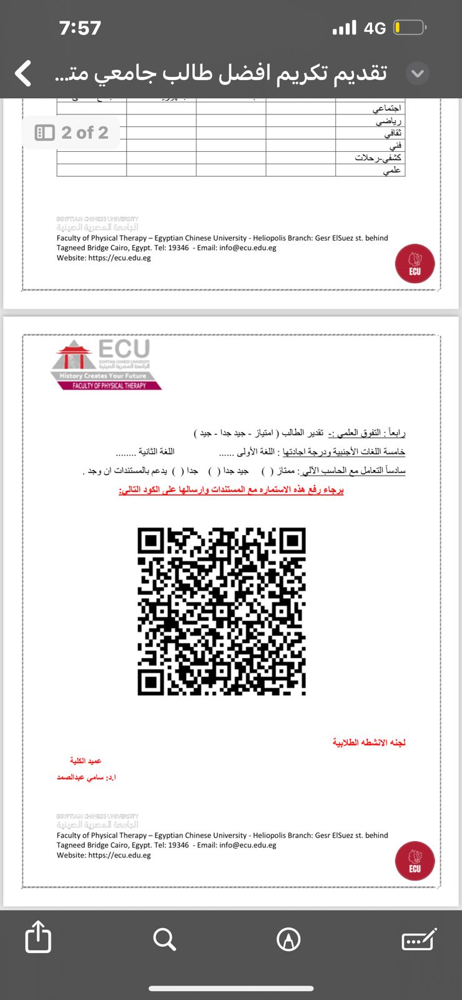 7:57
4G
تقديم تكريم افضل طالب جامعي متـ...
2 of 2
اجتماعي
رياضي
ثقافي
فني
كشفي-رحلات
علمي
EGYPTIAN CHINESE UNIVERSITY
الجامعة المصرية الصينية
Faculty of Physical Therapy – Egyptian Chinese University - Heliopolis Branch: Gesr ElSuez st. behind
Tagneed Bridge Cairo, Egypt. Tel: 19346 - Email: info@ecu.edu.eg
Website: https://ecu.edu.eg
ECU
ECU
EGYPTIAN CHINESE UNIVERSITY
الجامعة المصرية الصينية
History Creates Your Future
FACULTY OF PHYSICAL THERAPY
رابعاً : التفوق العلمي :- تقدير الطالب ( امتياز - جيد جدا - جيد )
خامسة اللغات الأجنبية ودرجة اجادتها : اللغة الأولى ...... اللغة الثانية ........
سادساً التعامل مع الحاسب الآلي : ممتاز ( ) جيد جدا ( ) جدا ( ) يدعم بالمستندات ان وجد .
برجاء رفع هذه الاستماره مع المستندات وارسالها على الكود التالي:
لجنه الانشطه الطلابية
عميد الكلية
ا.د: سامي عبدالصمد
EGYPTIAN CHINESE UNIVERSITY
الجامعة المصرية الصينية
Faculty of Physical Therapy – Egyptian Chinese University - Heliopolis Branch: Gesr ElSuez st. behind
Tagneed Bridge Cairo, Egypt. Tel: 19346 - Email: info@ecu.edu.eg
Website: https://ecu.edu.eg
ECU